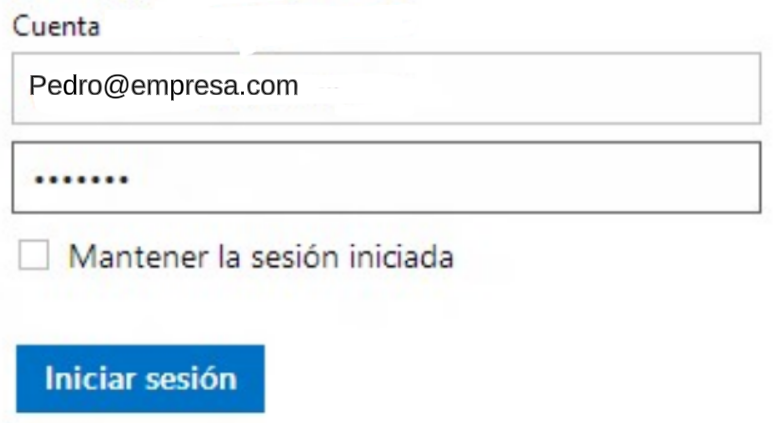 Cuenta
Pedro@empresa.com
•••••••
Mantener la sesión iniciada
Iniciar sesión